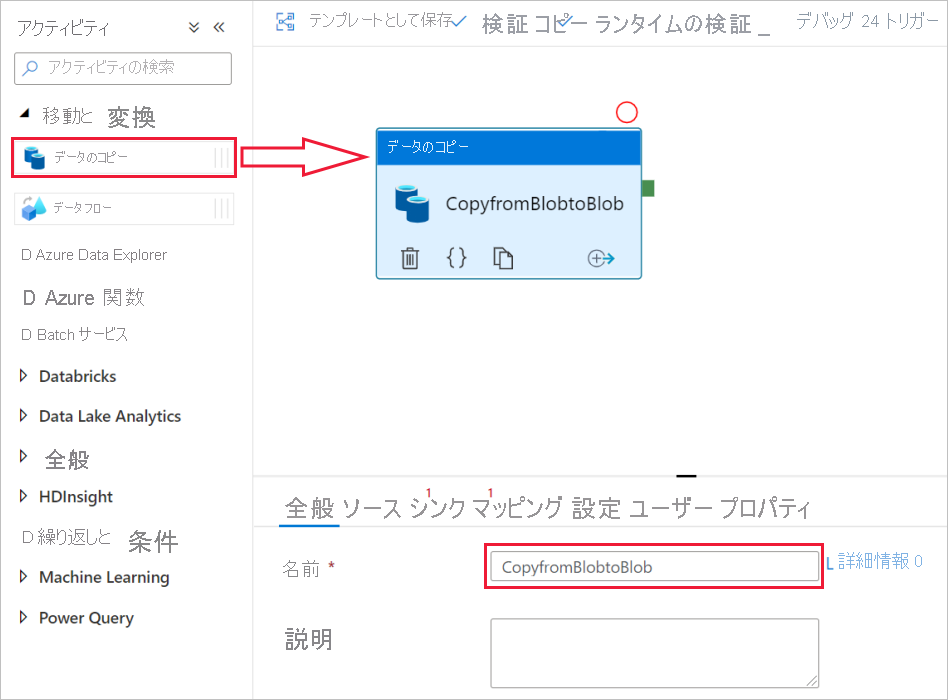 アクティビティ
アクティビティの検索
移動と 変換
データのコピー
データフロー
D Azure Data Explorer
D Azure 関数
D Batch サービス
Databricks
Data Lake Analytics
全般
HDInsight
D 繰り返しと 条件
Machine Learning
Power Query
テンプレートとして保存 検証 コピー ランタイムの検証 _ デバッグ 24 トリガー
データのコピー
CopyfromBlobtoBlob
{}
全般 ソース シンク 1 マッピング 1 設定 ユーザー プロパティ
名前 * CopyfromBlobtoBlob L 詳細情報 0
説明